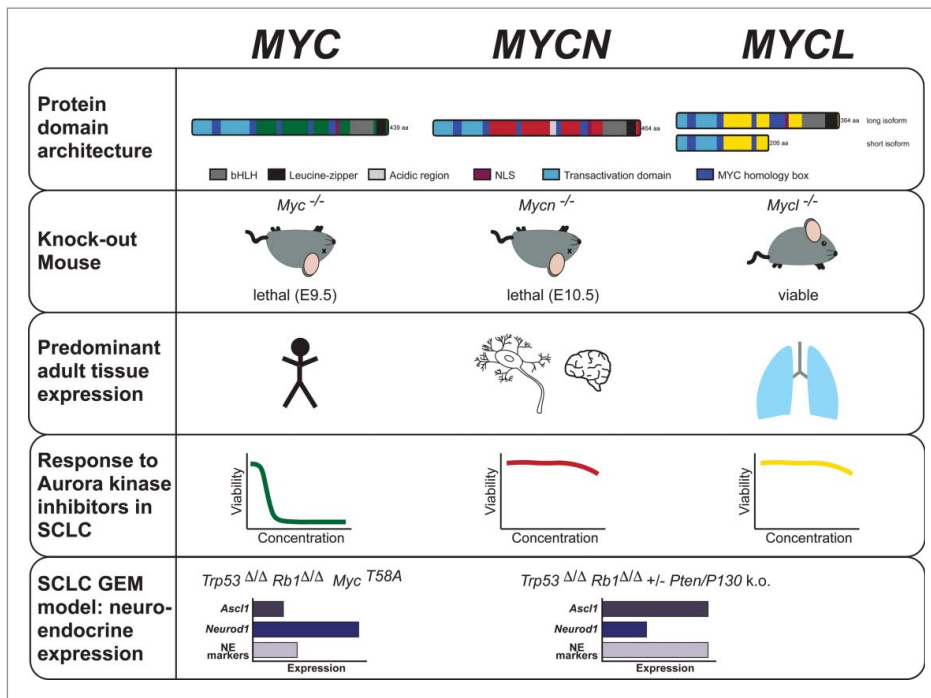 MYC MYCN MYCL
Protein
domain
architecture
439 aa
464 aa
364 aa long isoform
206 aa short isoform
bHLH Leucine-zipper Acidic region NLS Transactivation domain MYC homology box
Knock-out
Mouse
Myc -/- Mycn -/- Mycl -/-
lethal (E9.5) lethal (E10.5) viable
Predominant
adult tissue
expression
Response to
Aurora kinase
inhibitors in
SCLC
Viability Viability Viability
Concentration Concentration Concentration
SCLC GEM
model: neuro-
endocrine
expression
Trp53 Δ/Δ Rb1 Δ/Δ Myc T58A
Ascl1
Neurod1
NE
markers
Expression
Trp53 Δ/Δ Rb1 Δ/Δ +/- Pten/P130 k.o.
Ascl1
Neurod1
NE
markers
Expression